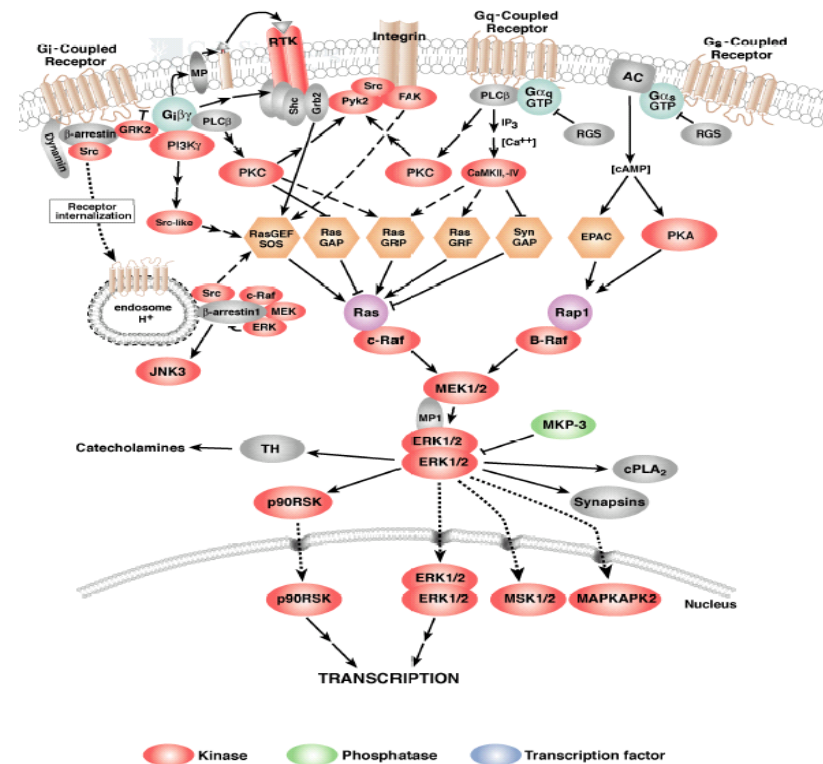 Gi-Coupled
Receptor
RTK
Integrin
Gq-Coupled
Receptor
Gs-Coupled
Receptor
MP
Shc
Grb2
Src
Pyk2
FAK
PLCβ
Gαq
GTP
RGS
AC
Gαs
GTP
RGS
Dynamin
β-arrestin
Src
GRK2
Giβγ
PLCβ
PI3Kγ
IP3
[Ca++]
PKC
PKC
CaMKII,-IV
[cAMP]
Receptor
internalization
Src-like
RasGEF
SOS
Ras
GAP
Ras
GRP
Ras
GRF
Syn
GAP
EPAC
PKA
endosome
H+
Src
c-Raf
β-arrestin1
MEK
ERK
JNK3
Ras
c-Raf
Rap1
B-Raf
MEK1/2
MP1
ERK1/2
ERK1/2
MKP-3
Catecholamines
TH
cPLA2
Synapsins
p90RSK
p90RSK
ERK1/2
ERK1/2
MSK1/2
MAPKAPK2
Nucleus
TRANSCRIPTION
Kinase
Phosphatase
Transcription factor